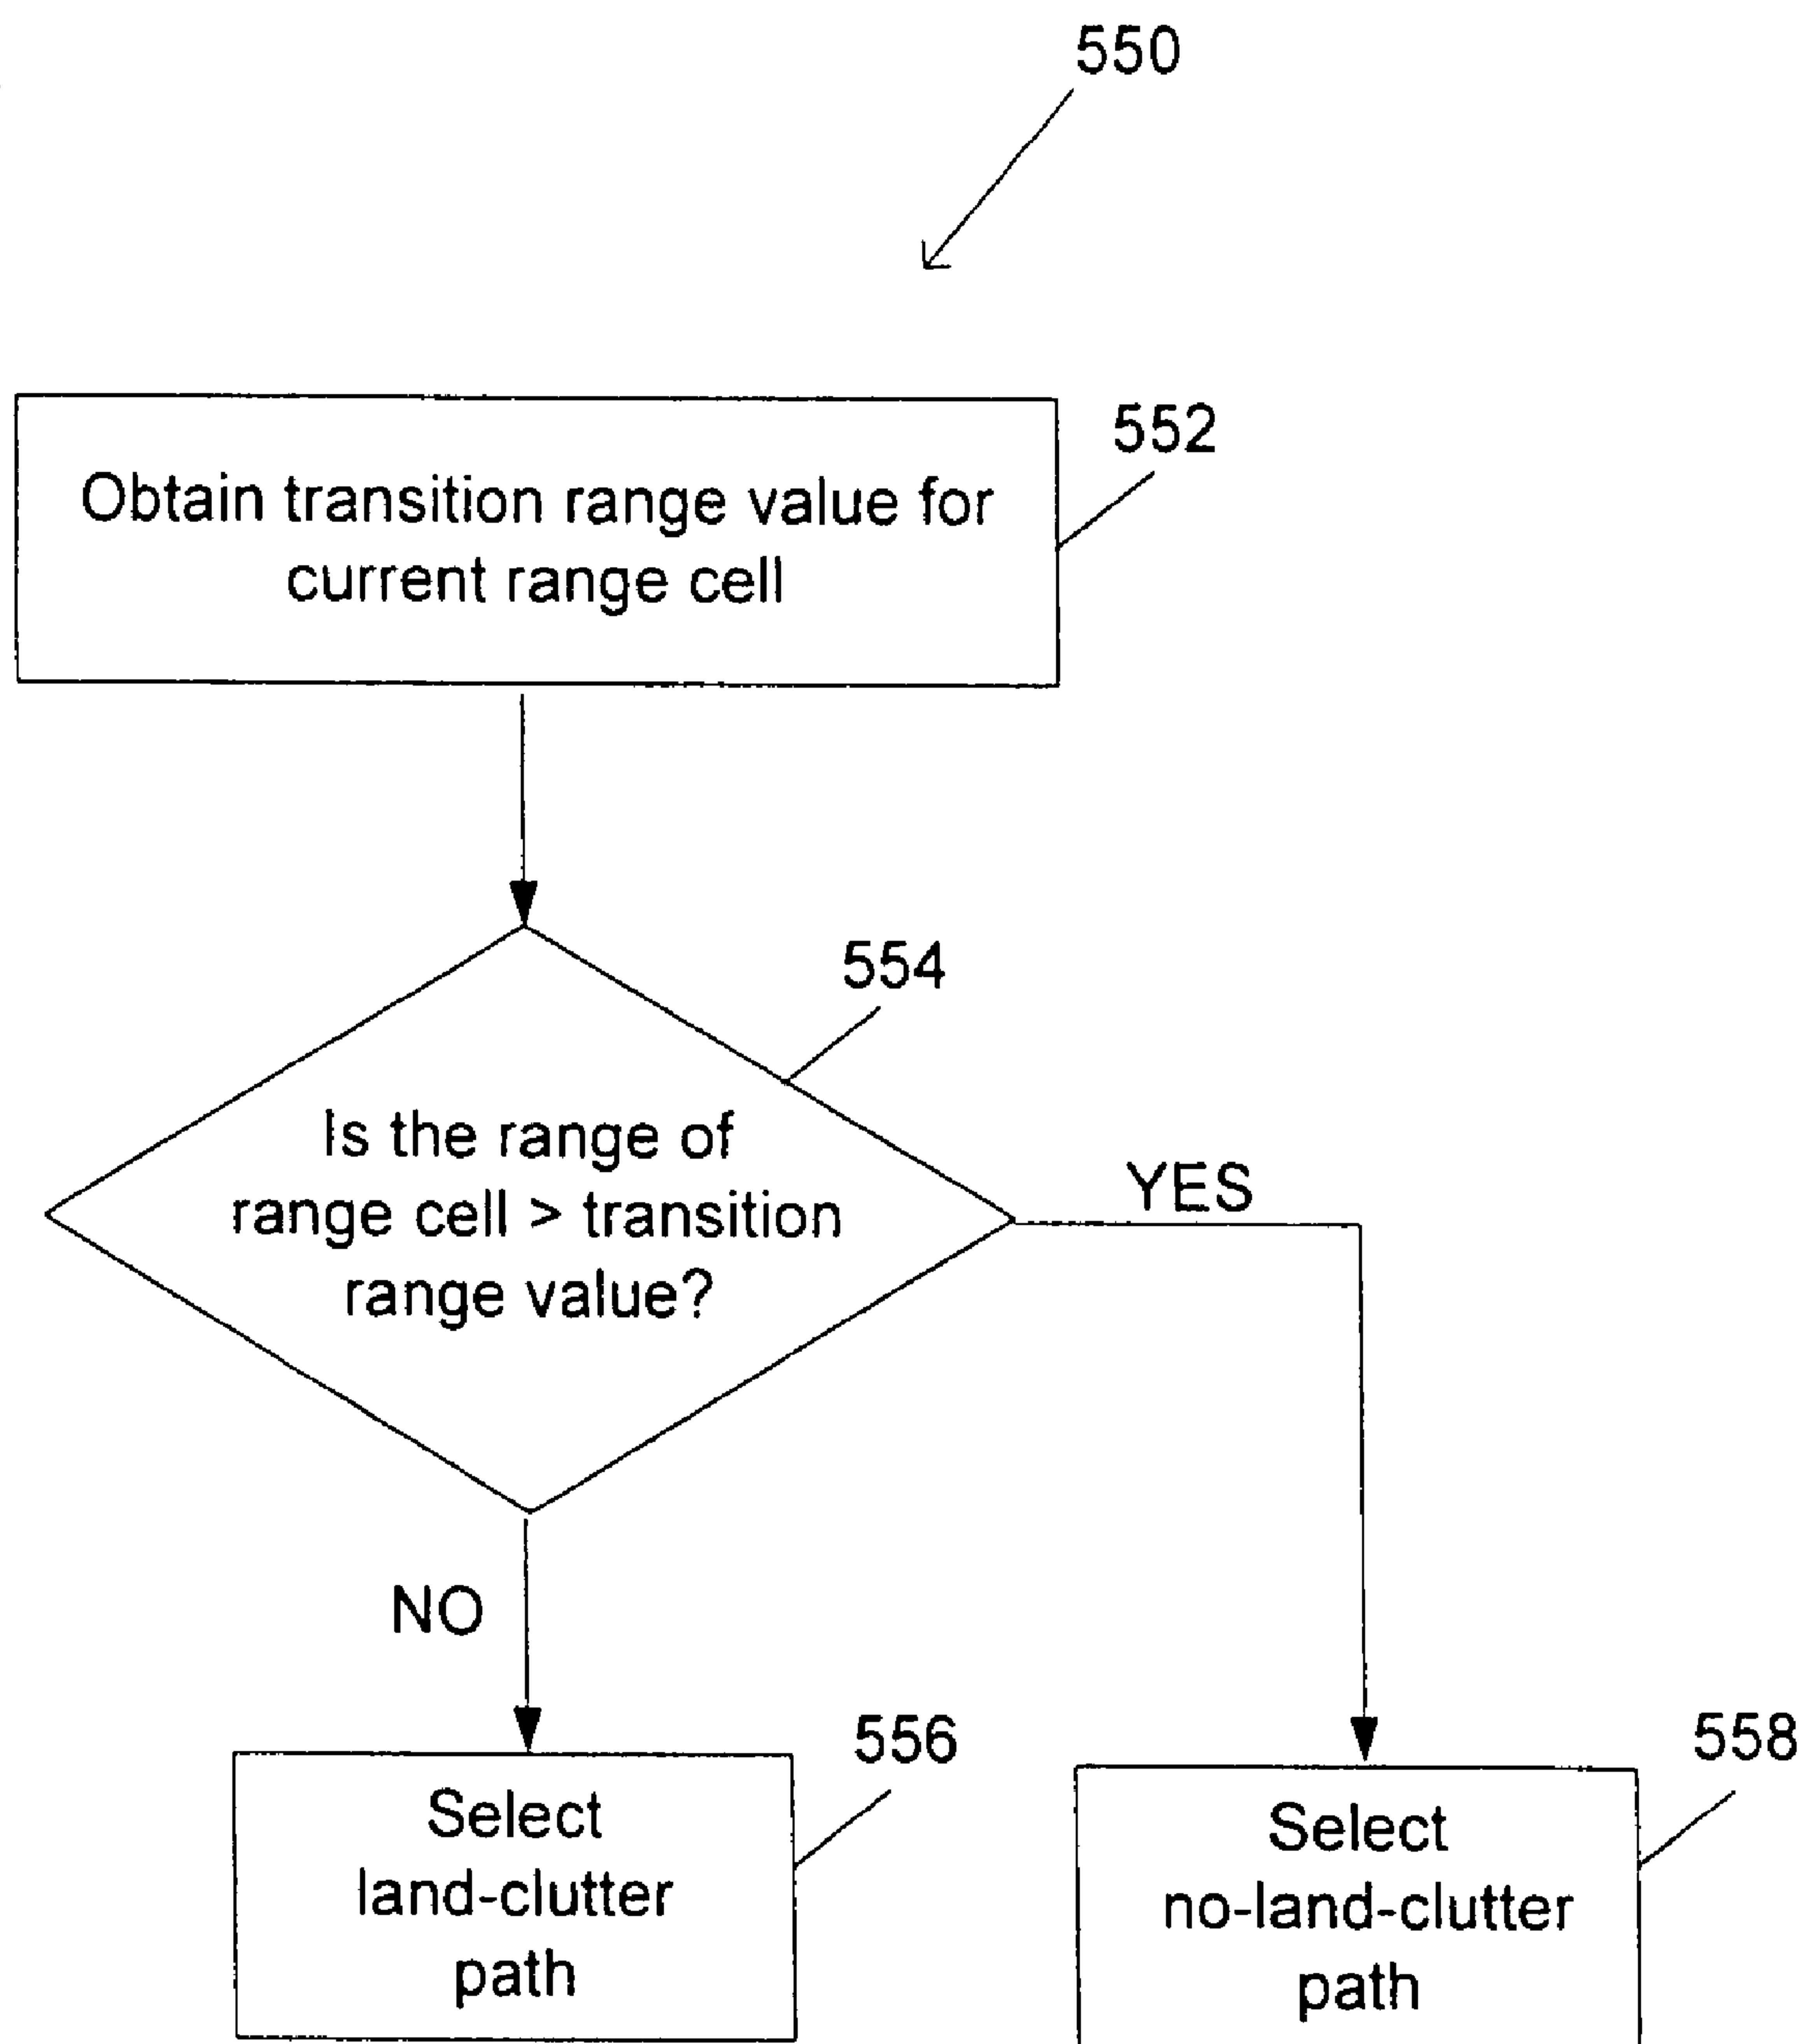 550
552
Obtain transition range value for
current range cell
554
Is the range of
range cell > transition
range value?
YES
NO
556
Select
land-clutter
path
558
Select
no-land-clutter
path